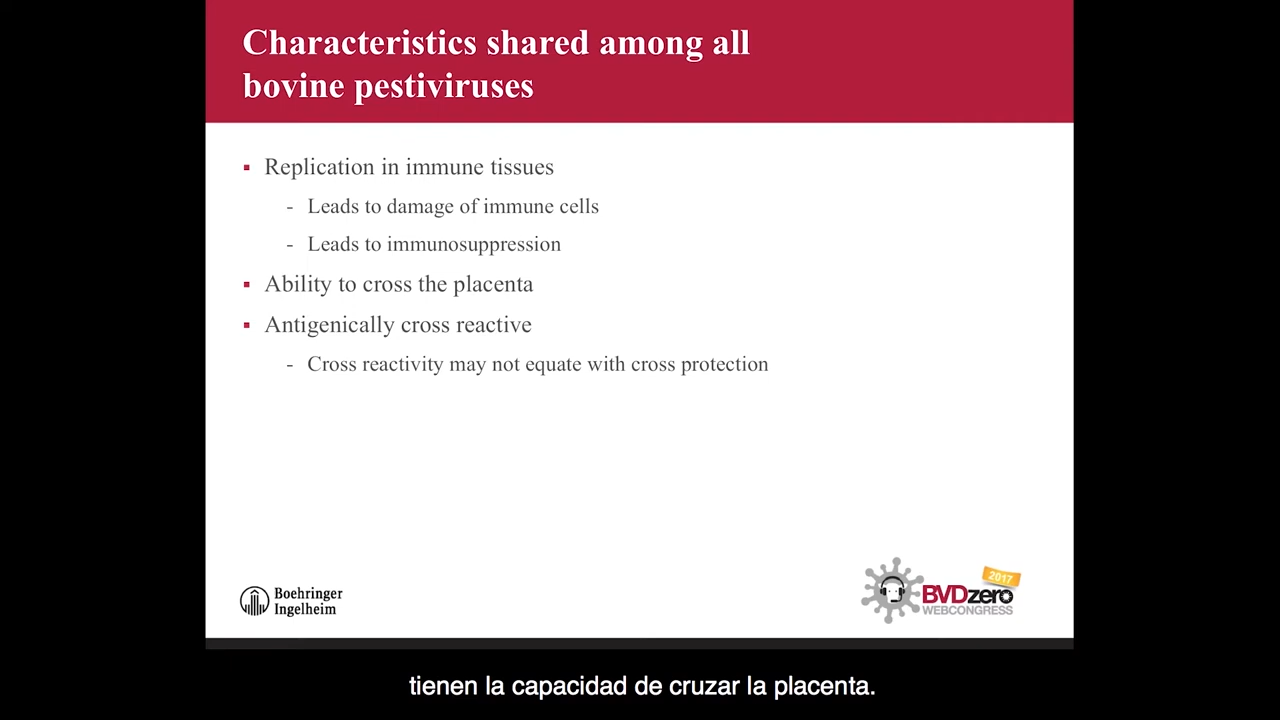 Characteristics shared among all
bovine pestiviruses
▪ Replication in immune tissues
- Leads to damage of immune cells
- Leads to immunosuppression
▪ Ability to cross the placenta
▪ Antigenically cross reactive
- Cross reactivity may not equate with cross protection
Boehringer
Ingelheim
2017
BVDzero
WEBCONGRESS
tienen la capacidad de cruzar la placenta.